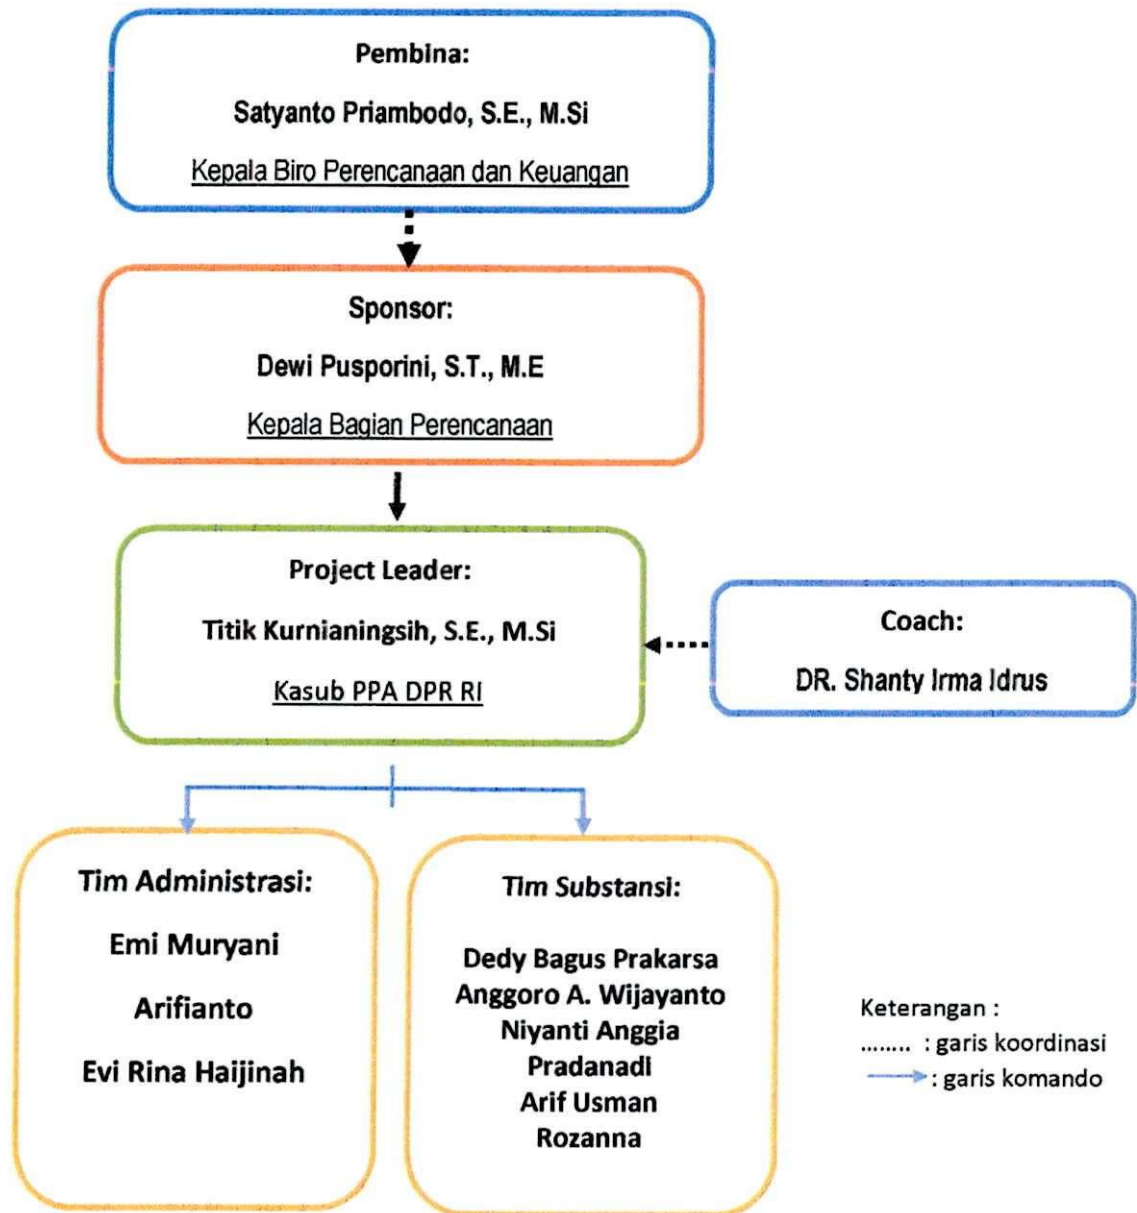 Pembina:
Satyanto Priambodo, S.E., M.Si
Kepala Biro Perencanaan dan Keuangan
Sponsor:
Dewi Pusporini, S.T., M.E
Kepala Bagian Perencanaan
Project Leader:
Titik Kurnianingsih, S.E., M.Si
Kasub PPA DPR RI
Coach:
DR. Shanty Irma Idrus
Tim Administrasi:
Emi Muryani
Arifianto
Evi Rina Haijinah
Tim Substansi:
Dedy Bagus Prakarsa
Anggoro A. Wijayanto
Niyanti Anggia
Pradanadi
Arif Usman
Rozanna
Keterangan :
........ : garis koordinasi
: garis komando